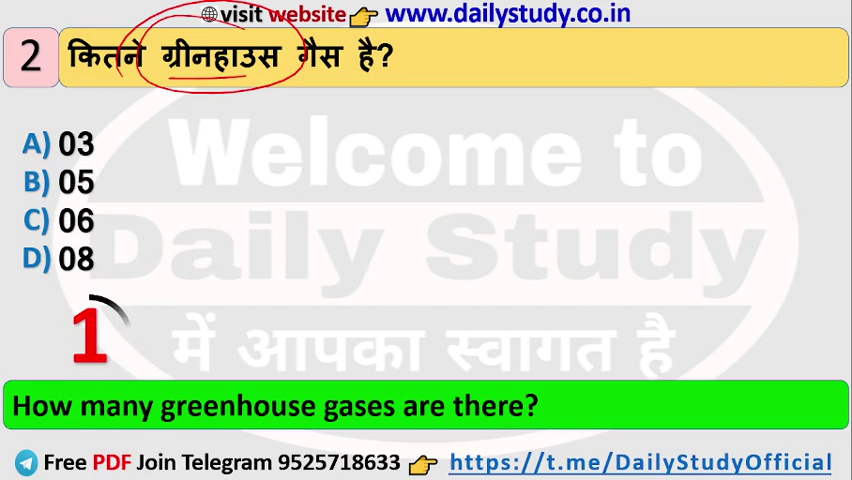 visit website 👉 www.dailystudy.co.in
2 कितने ग्रीनहाउस गैस है?
Welcome to
A) 03
B) 05
C) 06
Daily Study
D) 08
1
में आपका स्वागत है
How many greenhouse gases are there?
Free PDF Join Telegram 9525718633 👉 https://t.me/DailyStudyOfficial